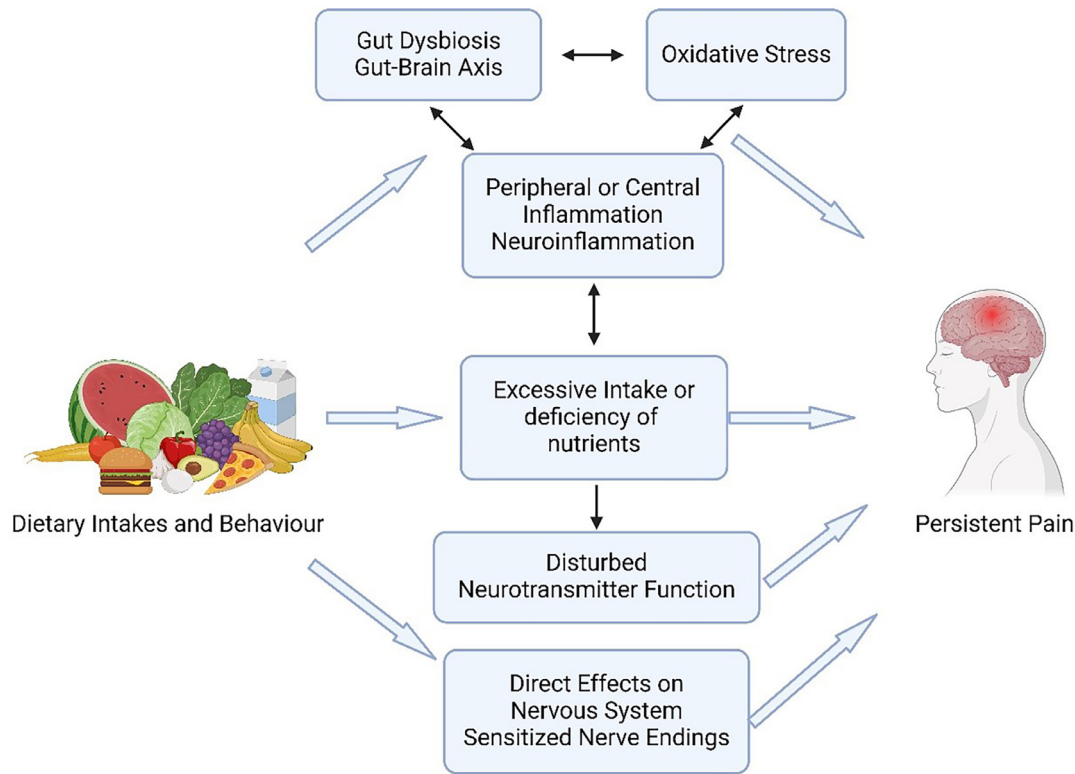 Gut Dysbiosis
Gut-Brain Axis
Oxidative Stress
Peripheral or Central
Inflammation
Neuroinflammation
Excessive Intake or
deficiency of
nutrients
Dietary Intakes and Behaviour
Persistent Pain
Disturbed
Neurotransmitter Function
Direct Effects on
Nervous System
Sensitized Nerve Endings